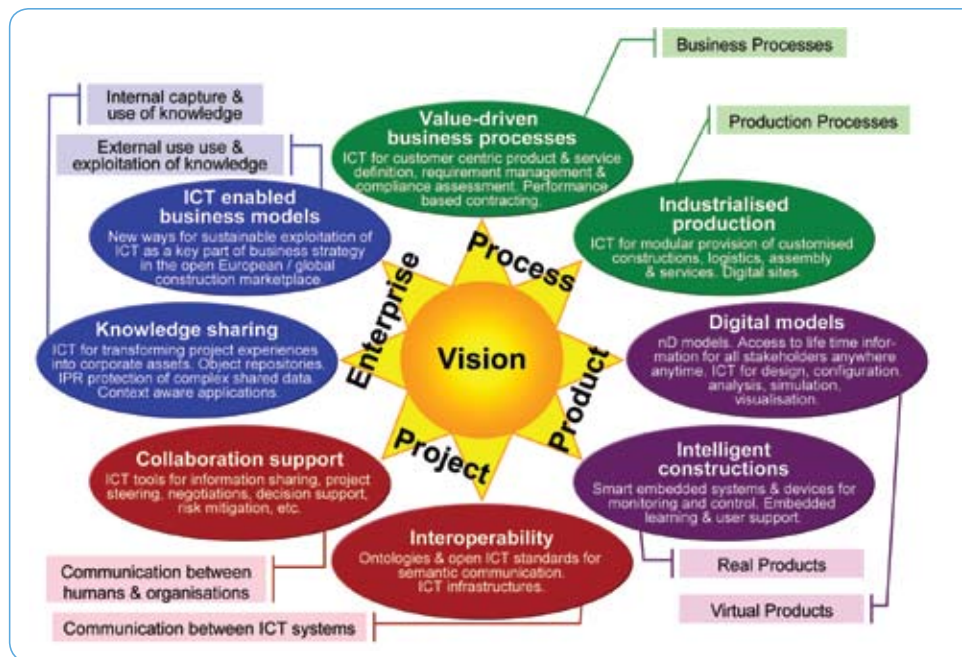 Business Processes
Internal capture &
use of knowledge
External use use &
exploitation of knowledge
Production Processes
Value-driven
business processes
ICT for customer centric product & service
definition, requirement management &
compliance assessment. Performance
based contracting.
ICT enabled
business models
New ways for sustainable exploitation of
ICT as a key part of business strategy
in the open European / global
construction marketplace
Industrialised
production
ICT for modular provision of customised
constructions, logistics, assembly
& services. Digital sites.
Knowledge sharing
ICT for transforming project experiences
into corporate assets. Object repositories.
IPR protection of complex shared data.
Context aware applications.
Enterprise
Process
Vision
Product
Project
Digital models
nD models. Access to life time infor-
mation for all stakeholders anywhere
anytime. ICT for design, configuration.
analysis, simulation,
visualisation.
Collaboration support
ICT tools for information sharing, project
steering, negotiations, decision support,
risk mitigation, etc.
Intelligent
constructions
Smart embedded systems & devices for
monitoring and control. Embedded
learning & user support.
Interoperability
Ontologies & open ICT standards for
semantic communication.
ICT infrastructures.
Communication between
humans & organisations
Communication between ICT systems
Real Products
Virtual Products